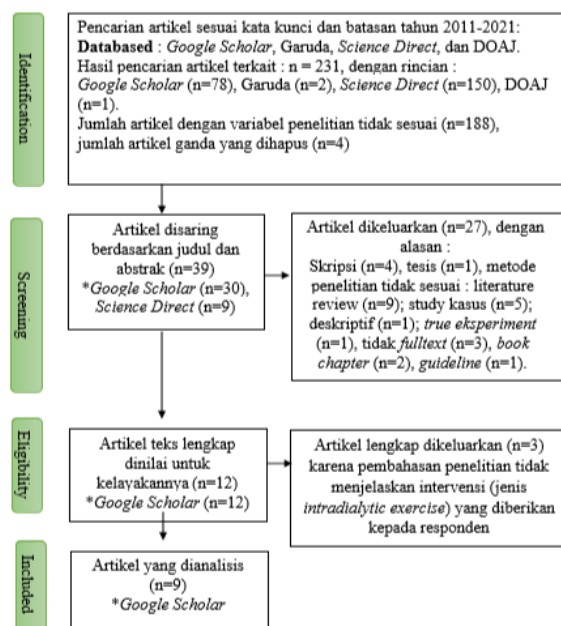 Identification
Pencarian artikel sesuai kata kunci dan batasan tahun 2011-2021:
Databased : Google Scholar, Garuda, Science Direct, dan DOAJ.
Hasil pencarian artikel terkait : n = 231, dengan rincian :
Google Scholar (n=78), Garuda (n=2), Science Direct (n=150), DOAJ
(n=1).
Jumlah artikel dengan variabel penelitian tidak sesuai (n=188),
jumlah artikel ganda yang dihapus (n=4)
Screening
Artikel disaring
berdasarkan judul dan
abstrak (n=39)
*Google Scholar (n=30),
Science Direct (n=9)
Artikel dikeluarkan (n=27), dengan
alasan :
Skripsi (n=4), tesis (n=1), metode
penelitian tidak sesuai : literature
review (n=9); study kasus (n=5);
deskriptif (n=1); true eksperiment
(n=1), tidak fulltext (n=3), book
chapter (n=2), guideline (n=1).
Eligibility
Artikel teks lengkap
dinilai untuk
kelayakannya (n=12)
*Google Scholar (n=12)
Artikel lengkap dikeluarkan (n=3)
karena pembahasan penelitian tidak
menjelaskan intervensi (jenis
intradialytic exercise) yang diberikan
kepada responden
Included
Artikel yang dianalisis
(n=9)
*Google Scholar